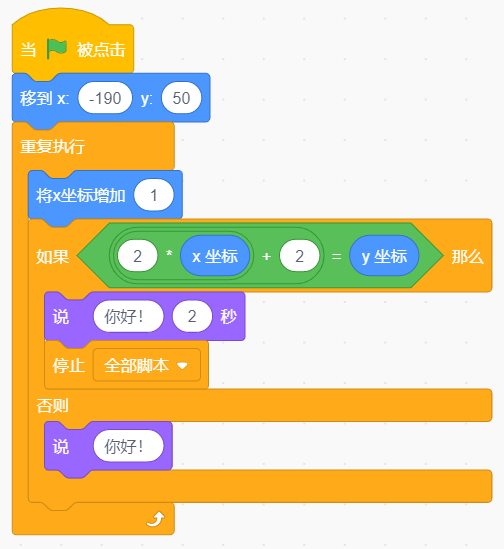 当 被点击
移到 x: -190 y: 50
重复执行
将x坐标增加 1
如果 2 * x 坐标 + 2 = y 坐标 那么
说 你好！ 2 秒
停止 全部脚本
否则
说 你好！